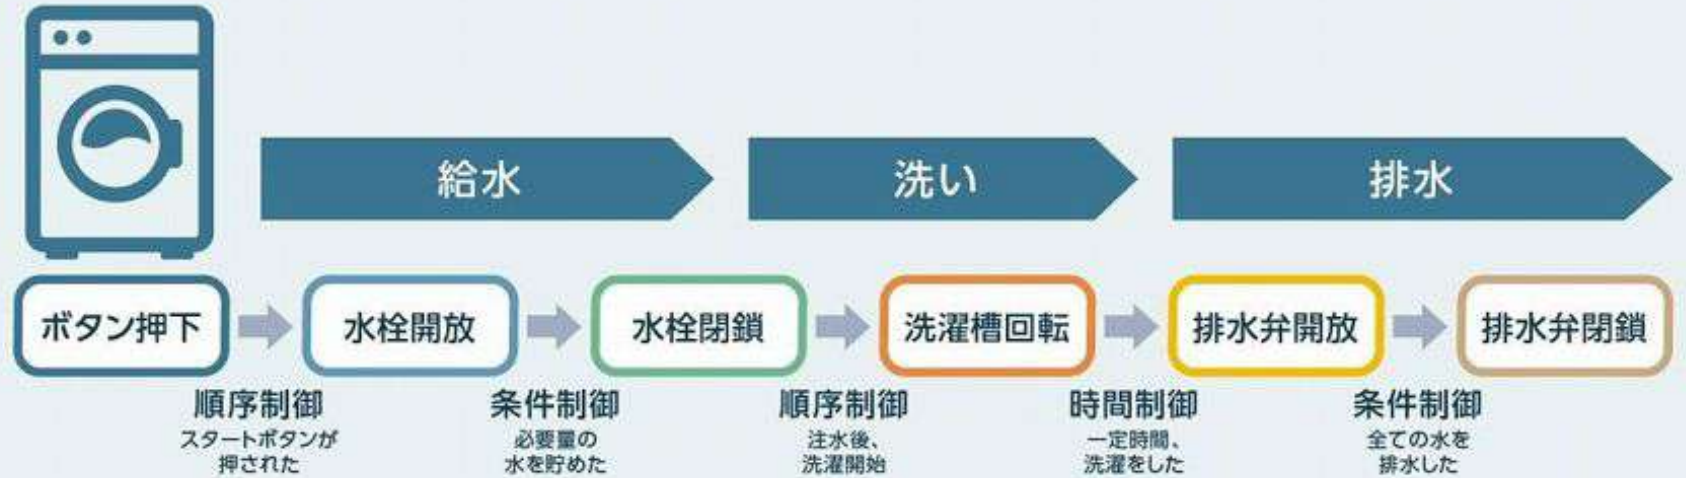 給水
洗い
排水
ボタン押下
水栓開放
水栓閉鎖
洗濯槽回転
排水弁開放
排水弁閉鎖
順序制御
スタートボタンが
押された
条件制御
必要量の
水を貯めた
順序制御
注水後、
洗濯開始
時間制御
一定時間、
洗濯をした
条件制御
全ての水を
排水した